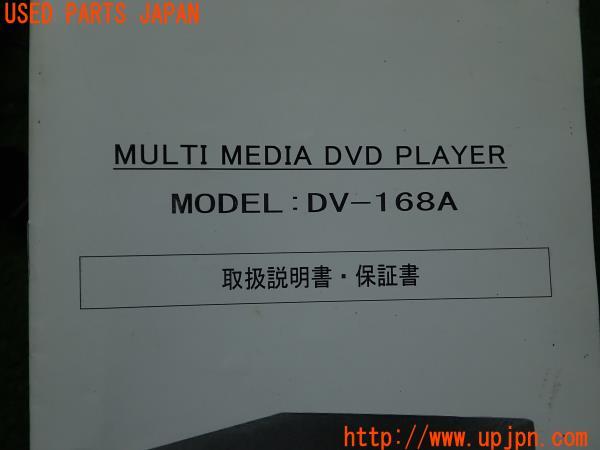 USED PARTS JAPAN
MULTI MEDIA DVD PLAYER
MODEL：DV－168A
取扱説明書・保証書
http://www.upjpn.com